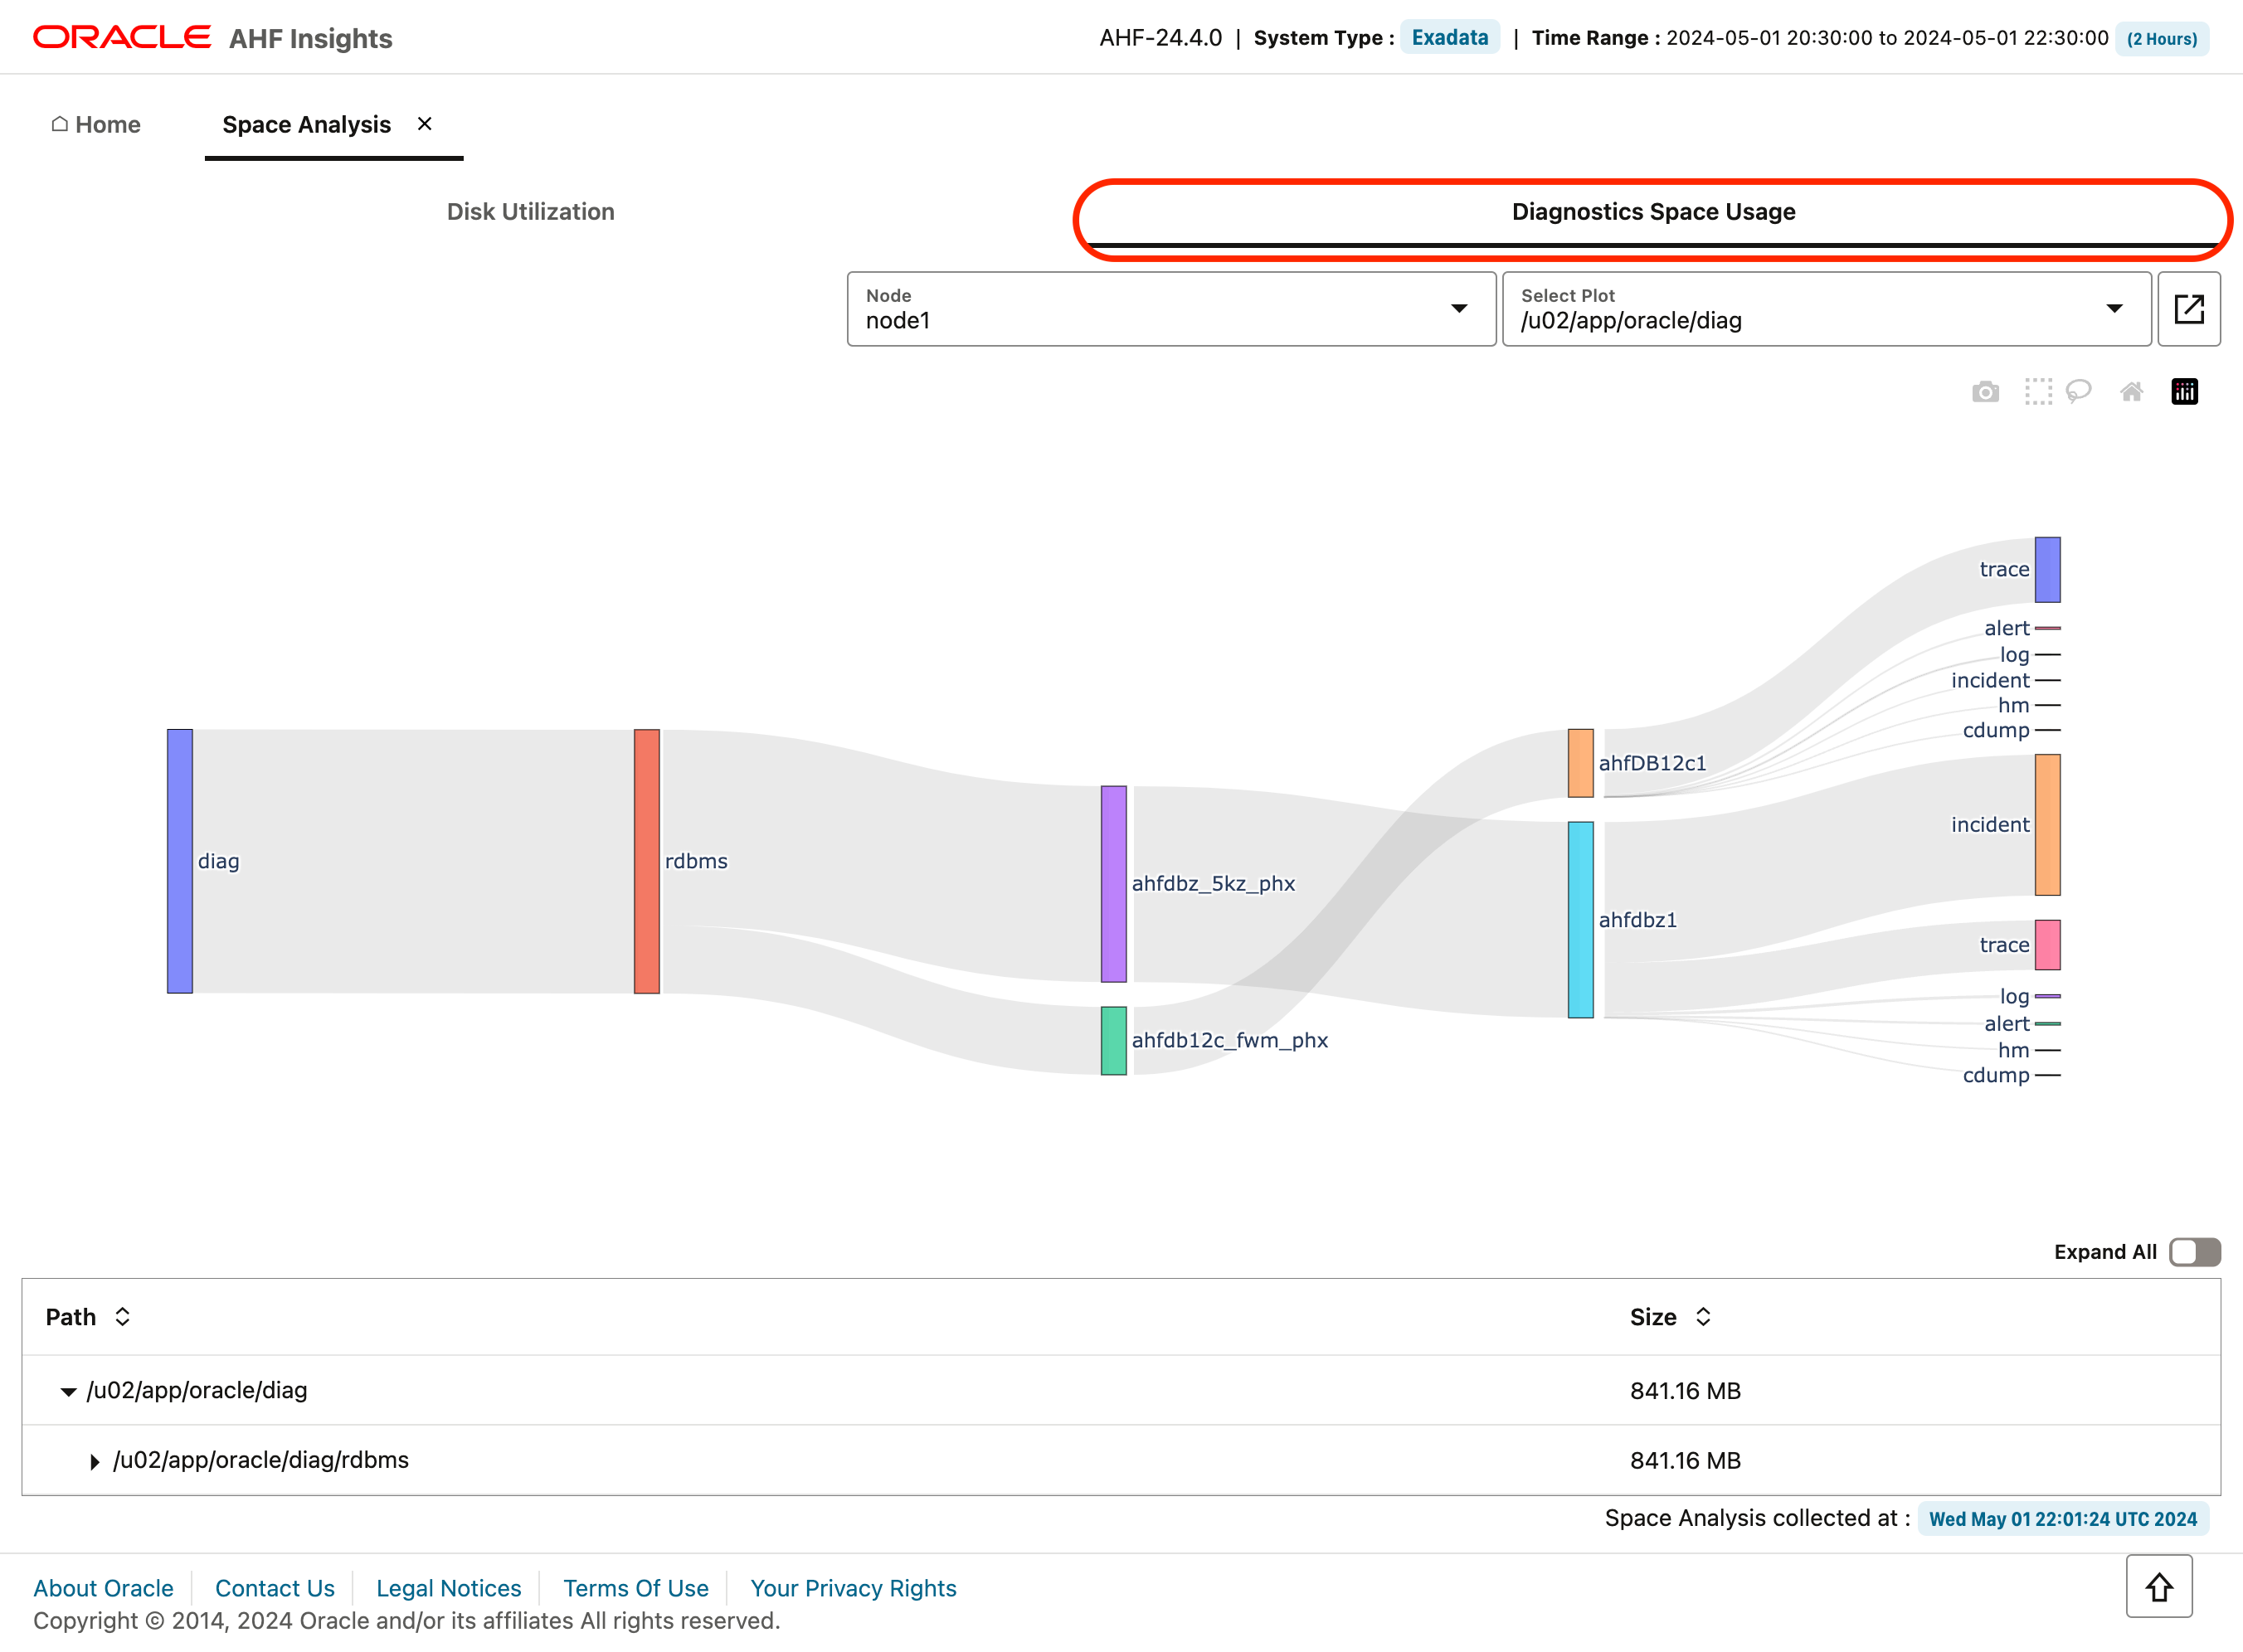 ORACLE AHF Insights
AHF-24.4.0 | System Type : Exadata | Time Range : 2024-05-01 20:30:00 to 2024-05-01 22:30:00 (2 Hours)
Home
Space Analysis ×
Disk Utilization
Diagnostics Space Usage
Node
node1
Select Plot
/u02/app/oracle/diag
trace
alert
log
incident
hm
cdump
ahfDB12c1
incident
diag
rdbms
ahfdbz_5kz_phx
ahfdbz1
trace
log
alert
ahfdb12c_fwm_phx
hm
cdump
Expand All
Path Size
/u02/app/oracle/diag 841.16 MB
/u02/app/oracle/diag/rdbms 841.16 MB
Space Analysis collected at : Wed May 01 22:01:24 UTC 2024
About Oracle Contact Us Legal Notices Terms Of Use Your Privacy Rights
Copyright © 2014, 2024 Oracle and/or its affiliates All rights reserved.